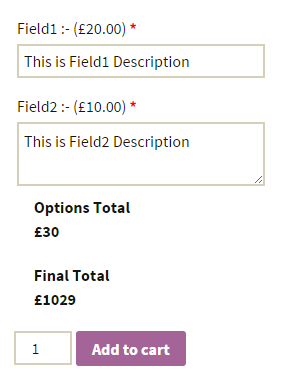 Field1 :- (£20.00) *
This is Field1 Description
Field2 :- (£10.00) *
This is Field2 Description
Options Total
£30
Final Total
£1029
1 Add to cart